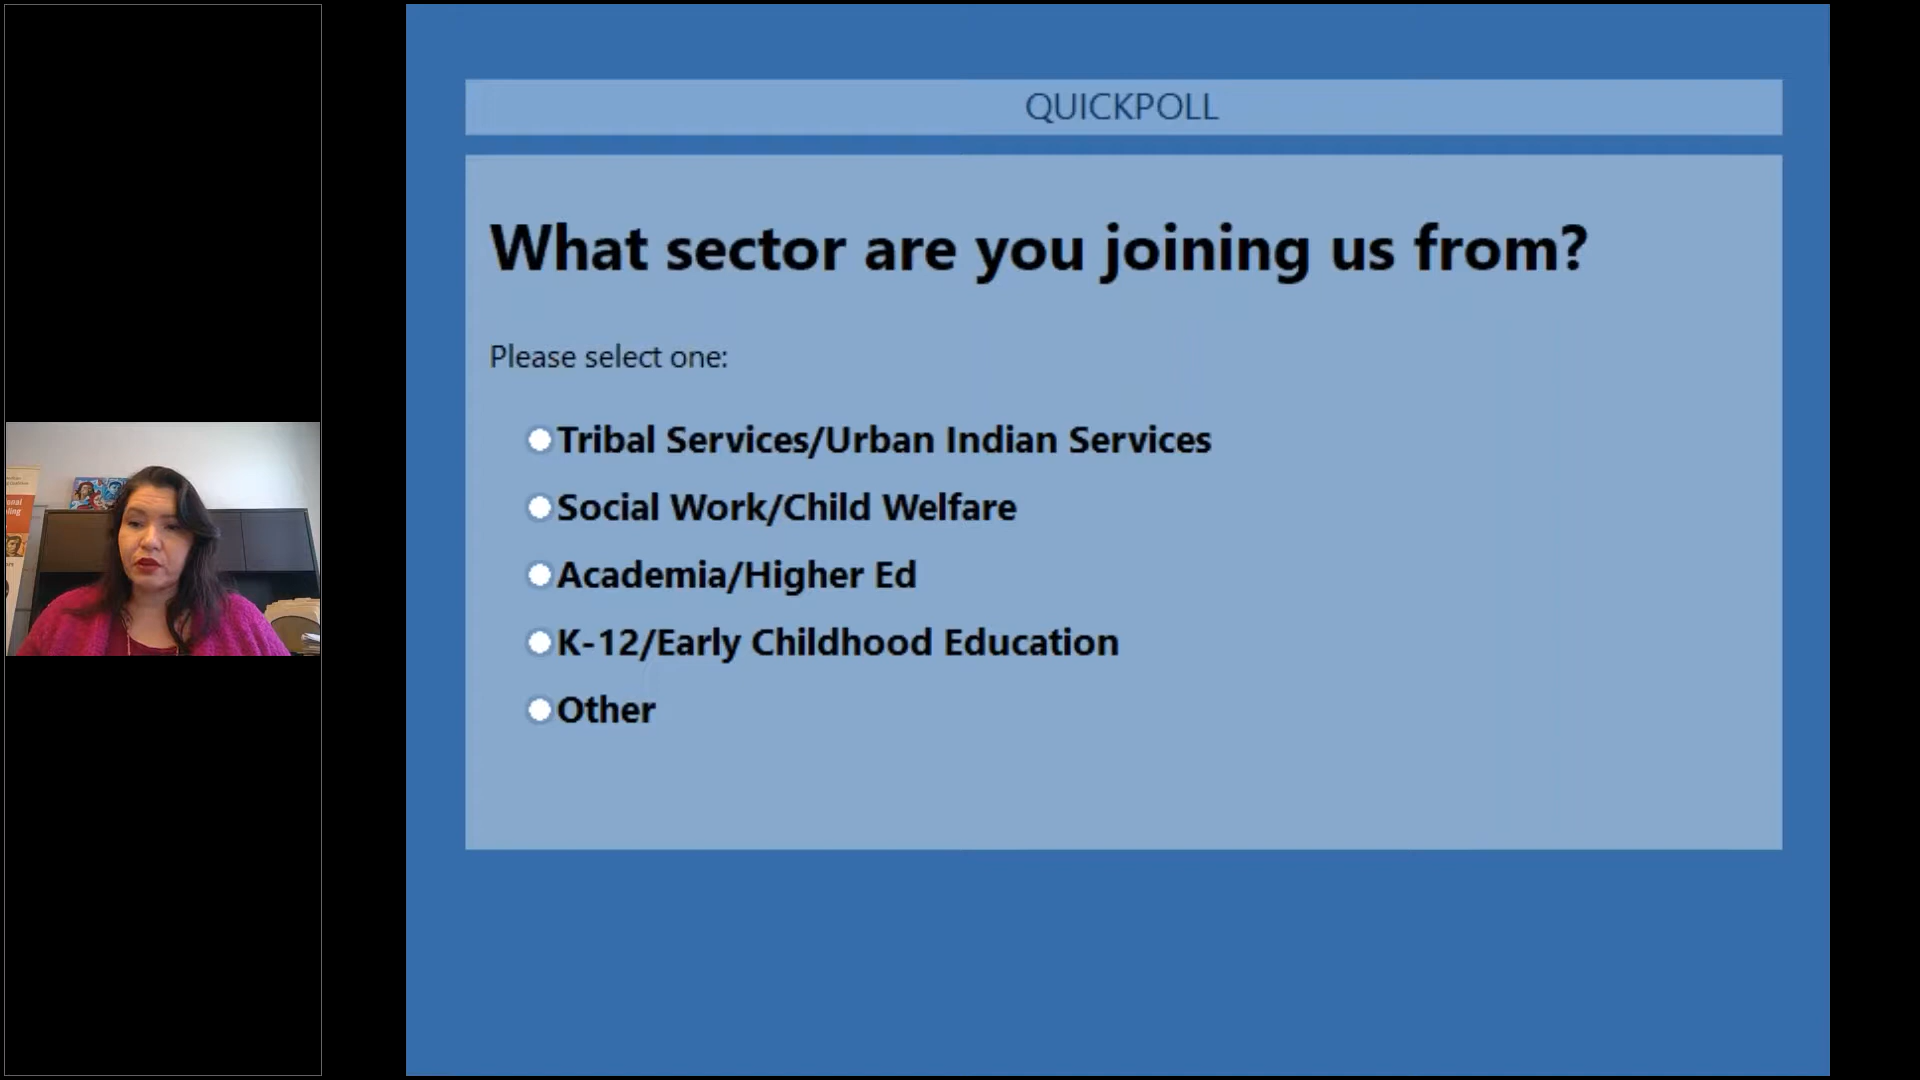 QUICKPOLL
What sector are you joining us from?
Please select one:
Tribal Services/Urban Indian Services
Social Work/Child Welfare
Academia/Higher Ed
K-12/Early Childhood Education
Other